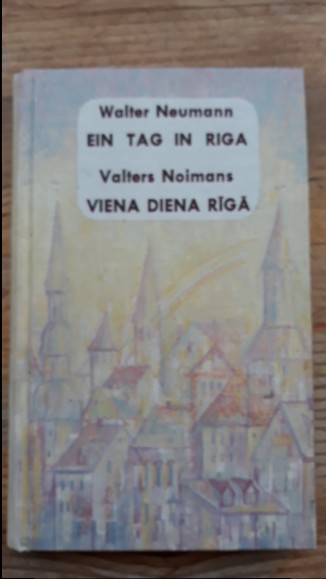 Walter Neumann
EIN TAG IN RIGA
Valters Noimans
VIENA DIENA RĪGĀ